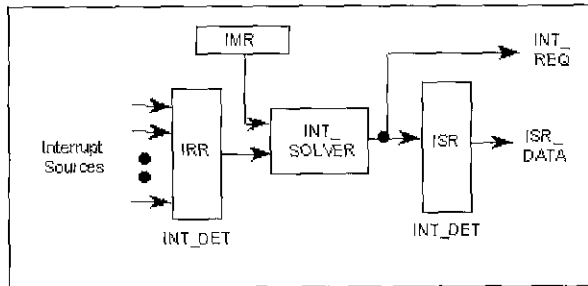 IMR
INT_
REQ
Interrupt
Sources
IRR
INT_
SOLVER
ISR
ISR_
DATA
INT_DET
INT_DET